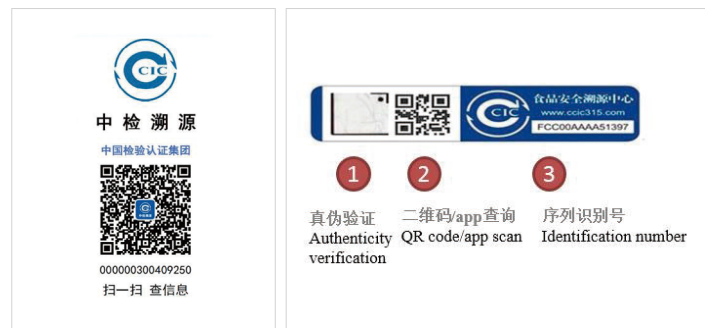 CIC
中检溯源
中国检验认证集团
000000300409250
扫一扫 查信息
食品安全溯源中心
www.ccic315.com
FCC00AAAA51397
1
2
3
真伪验证
Authenticity
verification
二维码/app查询
QR code/app scan
序列识别号
Identification number